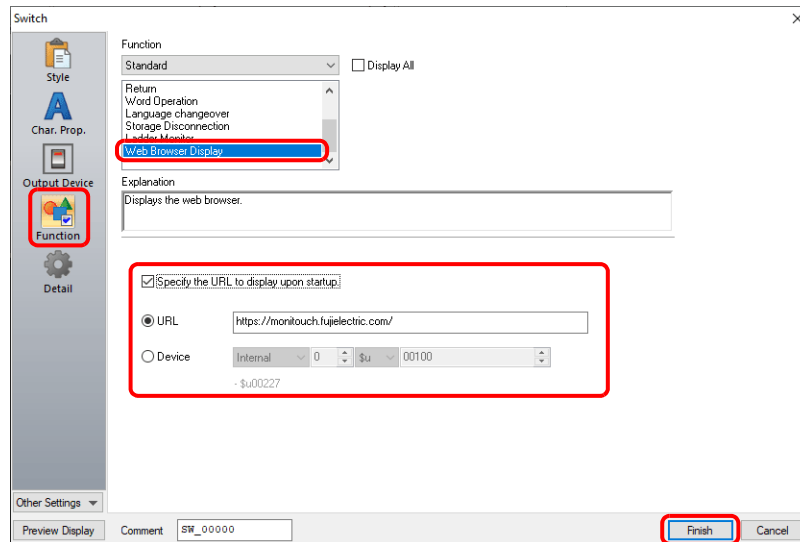 Switch
Style
Char. Prop.
Output Device
Function
Detail
Other Settings
Function
Standard
Display All
Return
Word Operation
Language changeover
Storage Disconnection
Ladder Monitor
Web Browser Display
Explanation
Displays the web browser.
Specify the URL to display upon startup.
URL https://monitouch.fujielectric.com/
Device Internal 0 $u 00100
- $u00227
Preview Display Comment SW_00000 Finish Cancel